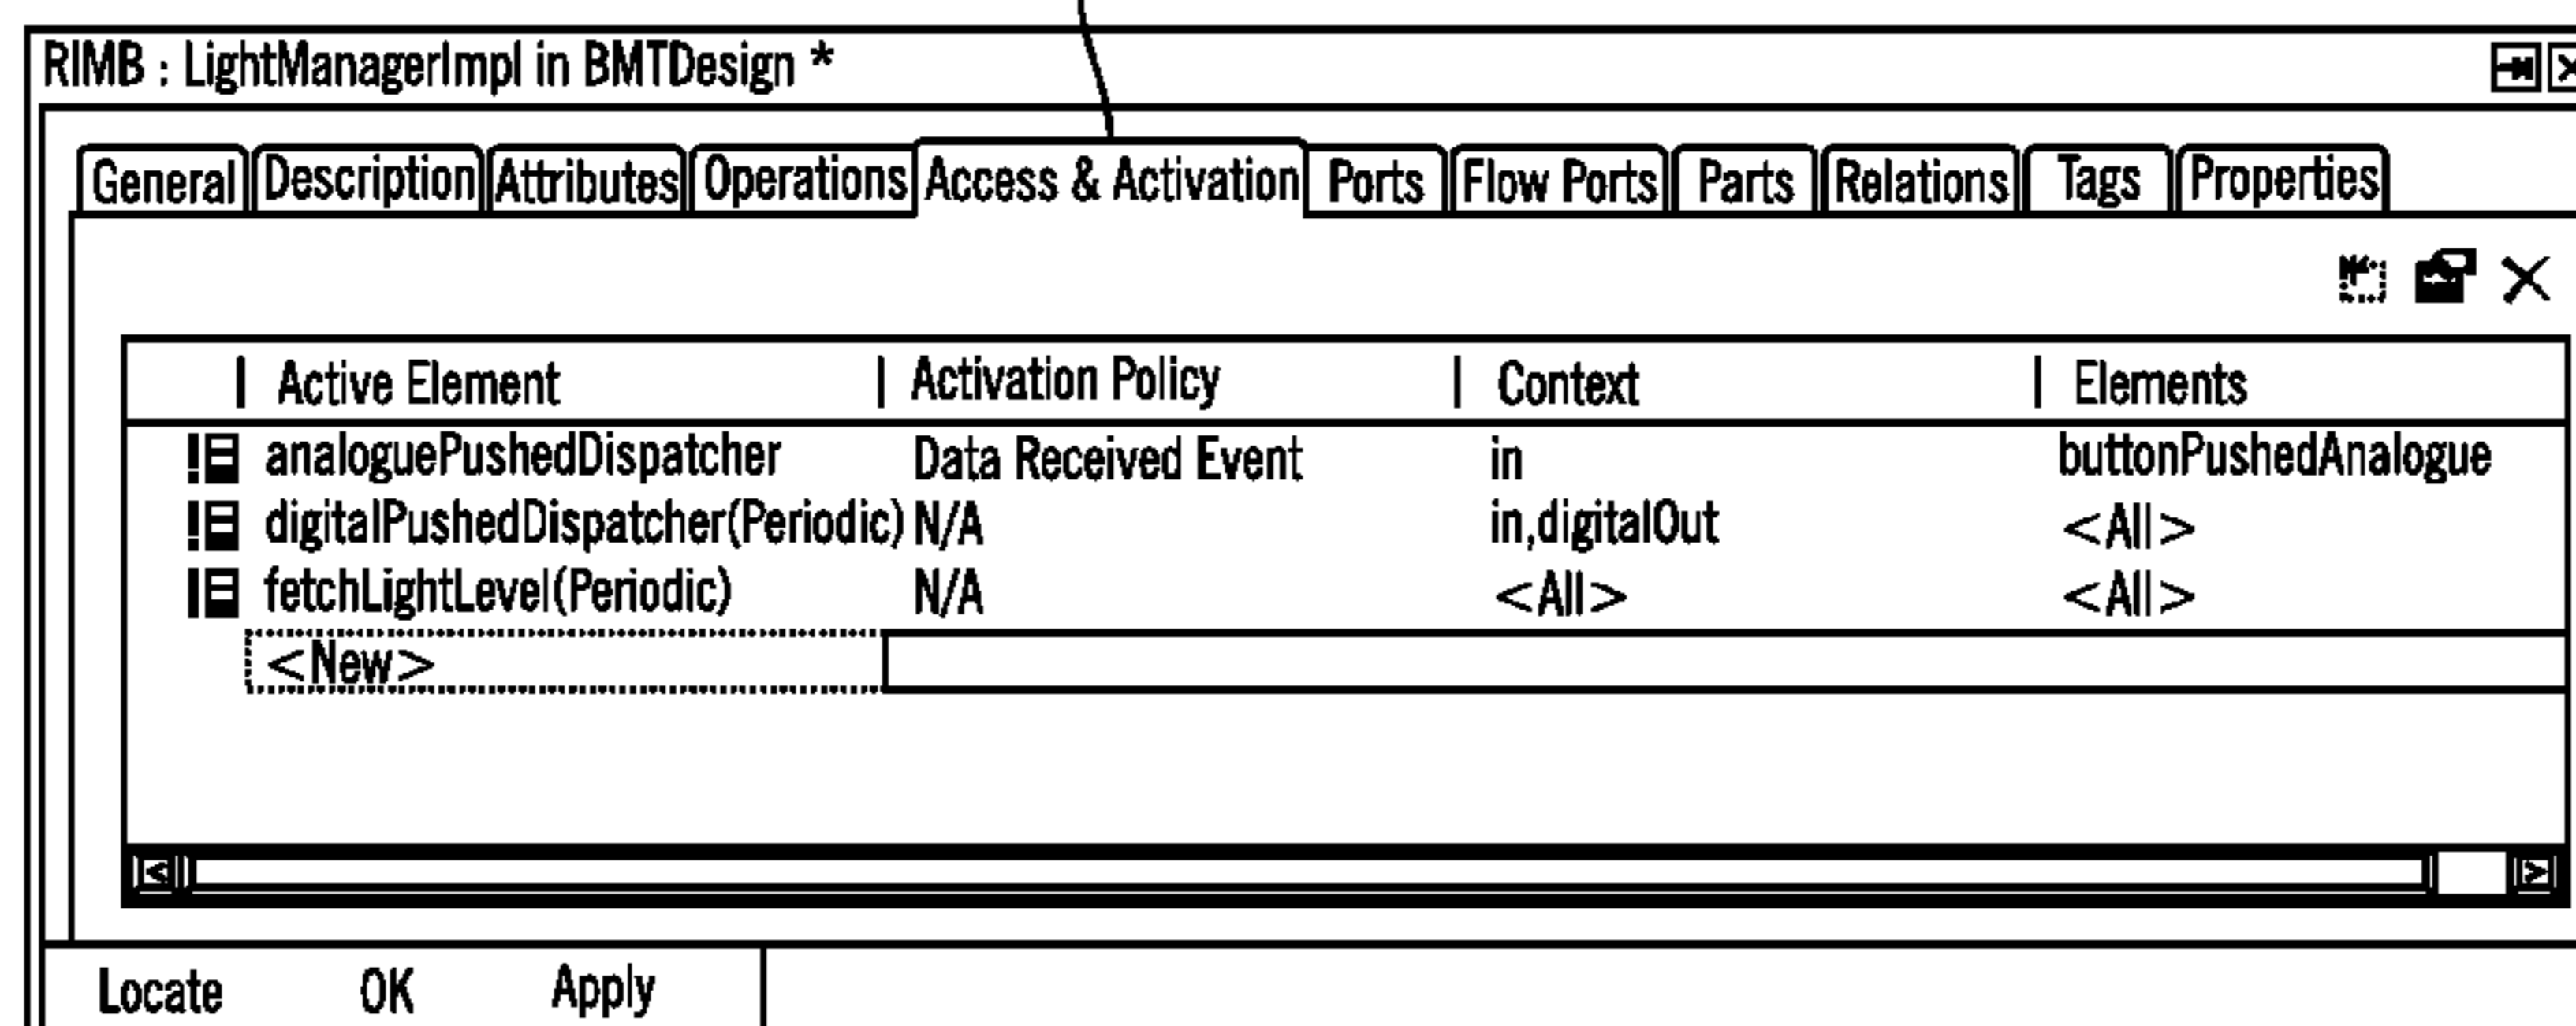 RIMB : LightManagerImpl in BMTDesign *
General Description Attributes Operations Access & Activation Ports Flow Ports Parts Relations Tags Properties
Active Element Activation Policy Context Elements
analoguePushedDispatcher Data Received Event in buttonPushedAnalogue
digitalPushedDispatcher(Periodic) N/A in,digitalOut <All>
fetchLightLevel(Periodic) N/A <All> <All>
<New>
Locate OK Apply